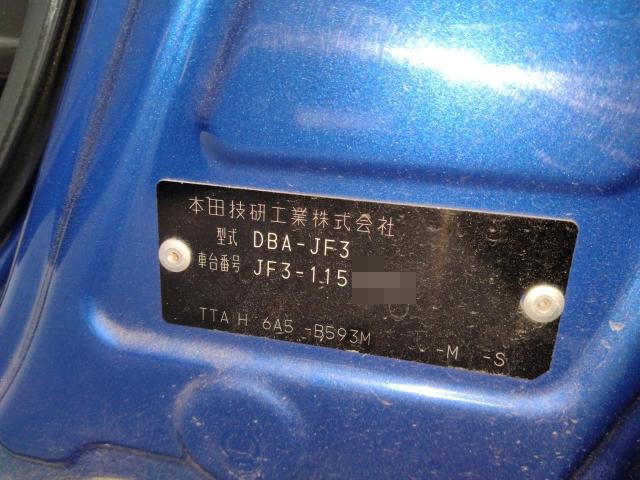 本田技研工業株式会社
型式 DBA-JF3
車台番号 JF3-115
TTA H 6A5 -B593M -M -S